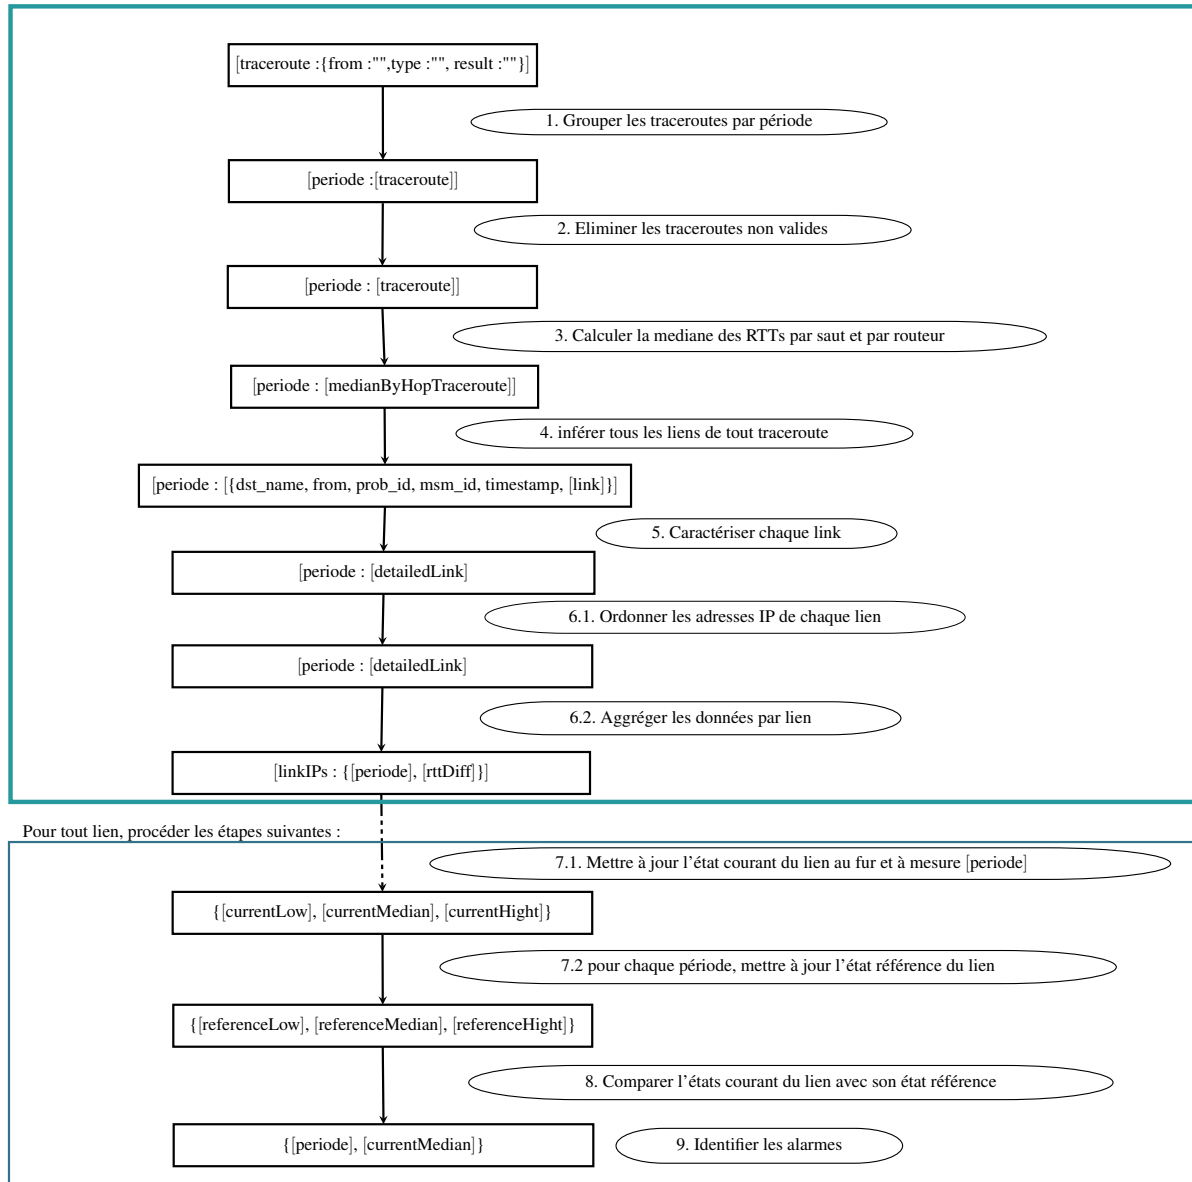 [traceroute :{from :"",type :"", result :""}]
1. Grouper les traceroutes par période
[periode :[traceroute]]
2. Eliminer les traceroutes non valides
[periode : [traceroute]]
3. Calculer la mediane des RTTs par saut et par routeur
[periode : [medianByHopTraceroute]]
4. inférer tous les liens de tout traceroute
[periode : [{dst_name, from, prob_id, msm_id, timestamp, [link]}]
5. Caractériser chaque link
[periode : [detailedLink]
6.1. Ordonner les adresses IP de chaque lien
[periode : [detailedLink]
6.2. Aggréger les données par lien
[linkIPs : {[periode], [rttDiff]}]
Pour tout lien, procéder les étapes suivantes :
7.1. Mettre à jour l'état courant du lien au fur et à mesure [periode]
{[currentLow], [currentMedian], [currentHight]}
7.2 pour chaque période, mettre à jour l'état référence du lien
{[referenceLow], [referenceMedian], [referenceHight]}
8. Comparer l'états courant du lien avec son état référence
{[periode], [currentMedian]}
9. Identifier les alarmes